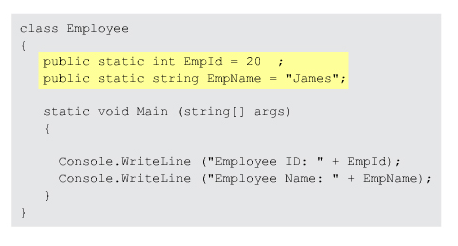 class Employee
{
public static int EmpId = 20 ;
public static string EmpName = "James";
static void Main (string[] args)
{
Console.WriteLine ("Employee ID: " + EmpId);
Console.WriteLine ("Employee Name: " + EmpName);
}
}